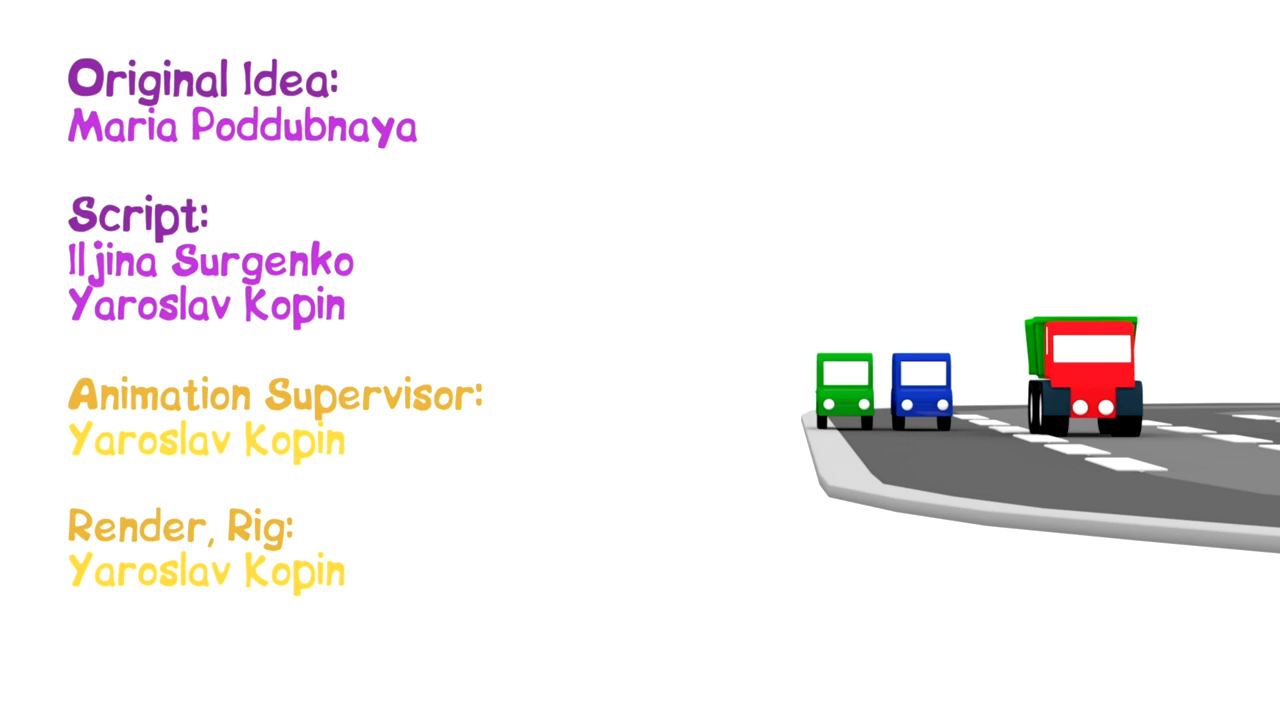 Original Idea:
Maria Poddubnaya
Script:
Iljina Surgenko
Yaroslav Kopin
Animation Supervisor:
Yaroslav Kopin
Render, Rig:
Yaroslav Kopin